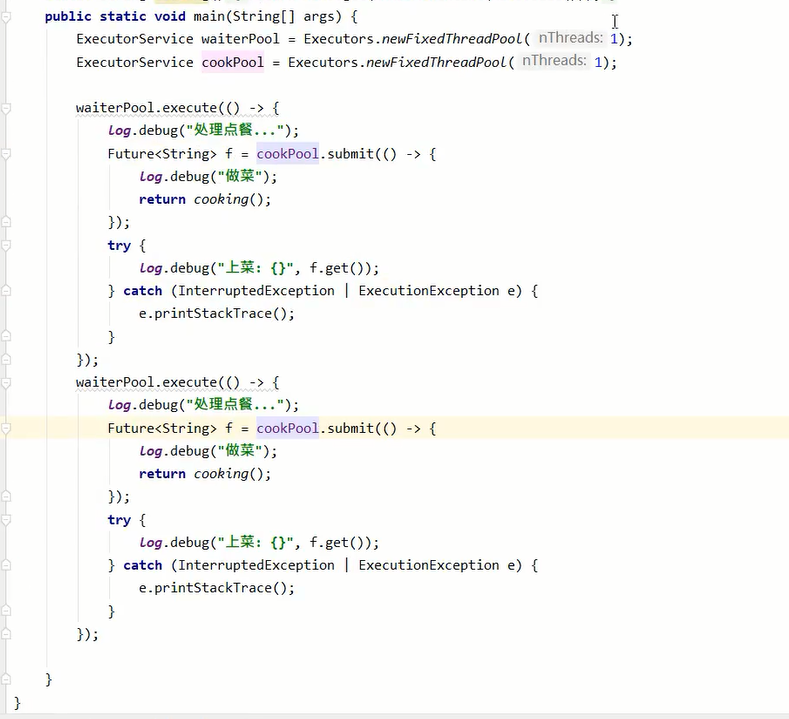 public static void main(String[] args) {
ExecutorService waiterPool = Executors.newFixedThreadPool( nThreads: 1);
ExecutorService cookPool = Executors.newFixedThreadPool( nThreads: 1);
waiterPool.execute(() -> {
log.debug("处理点餐...");
Future<String> f = cookPool.submit(() -> {
log.debug("做菜");
return cooking();
});
try {
log.debug("上菜: {}", f.get());
} catch (InterruptedException | ExecutionException e) {
e.printStackTrace();
}
});
waiterPool.execute(() -> {
log.debug("处理点餐...");
Future<String> f = cookPool.submit(() -> {
log.debug("做菜");
return cooking();
});
try {
log.debug("上菜: {}", f.get());
} catch (InterruptedException | ExecutionException e) {
e.printStackTrace();
}
});
}
}